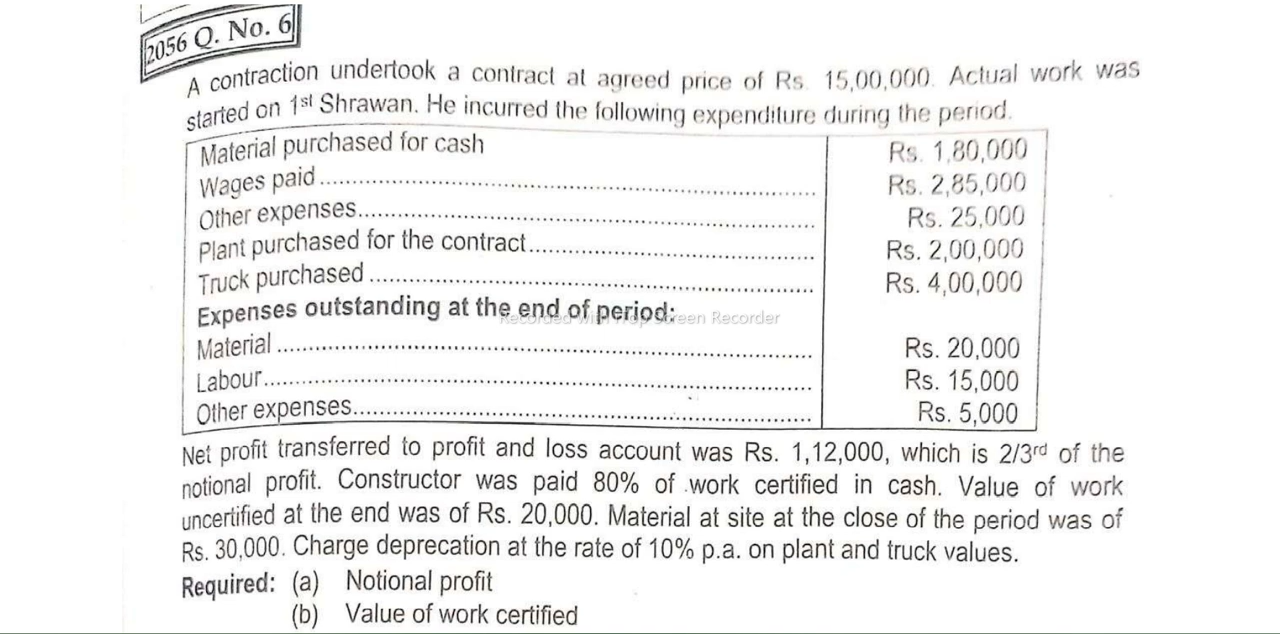 2056 Q. No. 6
A contraction undertook a contract at agreed price of Rs. 15,00,000. Actual work was
started on 1st Shrawan. He incurred the following expenditure during the period.
Material purchased for cash Rs. 1,80,000
Wages paid Rs. 2,85,000
Other expenses Rs. 25,000
Plant purchased for the contract Rs. 2,00,000
Truck purchased Rs. 4,00,000
Expenses outstanding at the end of period:
Material Rs. 20,000
Labour Rs. 15,000
Other expenses Rs. 5,000
Net profit transferred to profit and loss account was Rs. 1,12,000, which is 2/3rd of the
notional profit. Constructor was paid 80% of work certified in cash. Value of work
uncertified at the end was of Rs. 20,000. Material at site at the close of the period was of
Rs. 30,000. Charge deprecation at the rate of 10% p.a. on plant and truck values.
Required: (a) Notional profit
(b) Value of work certified